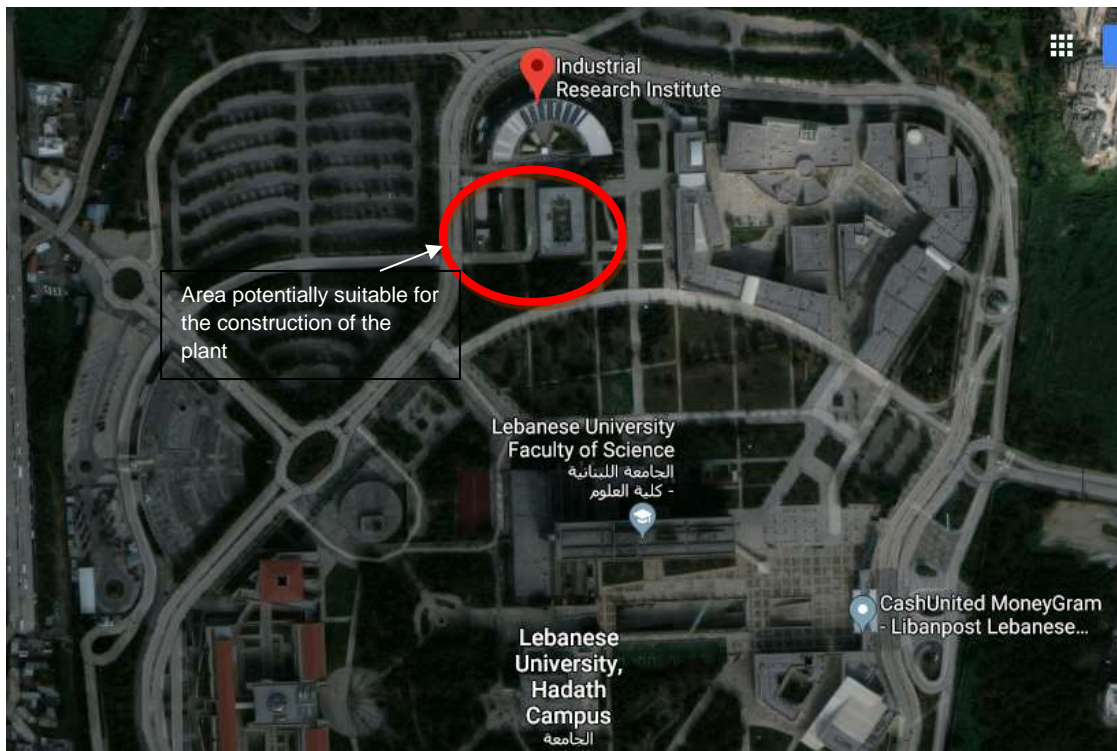 Industrial
Research Institute
Area potentially suitable for
the construction of the
plant
Lebanese University
Faculty of Science
الجامعة اللبنانية
- كلية العلوم
CashUnited MoneyGram
- Libanpost Lebanese...
Lebanese
University,
Hadath
Campus
الجامعة